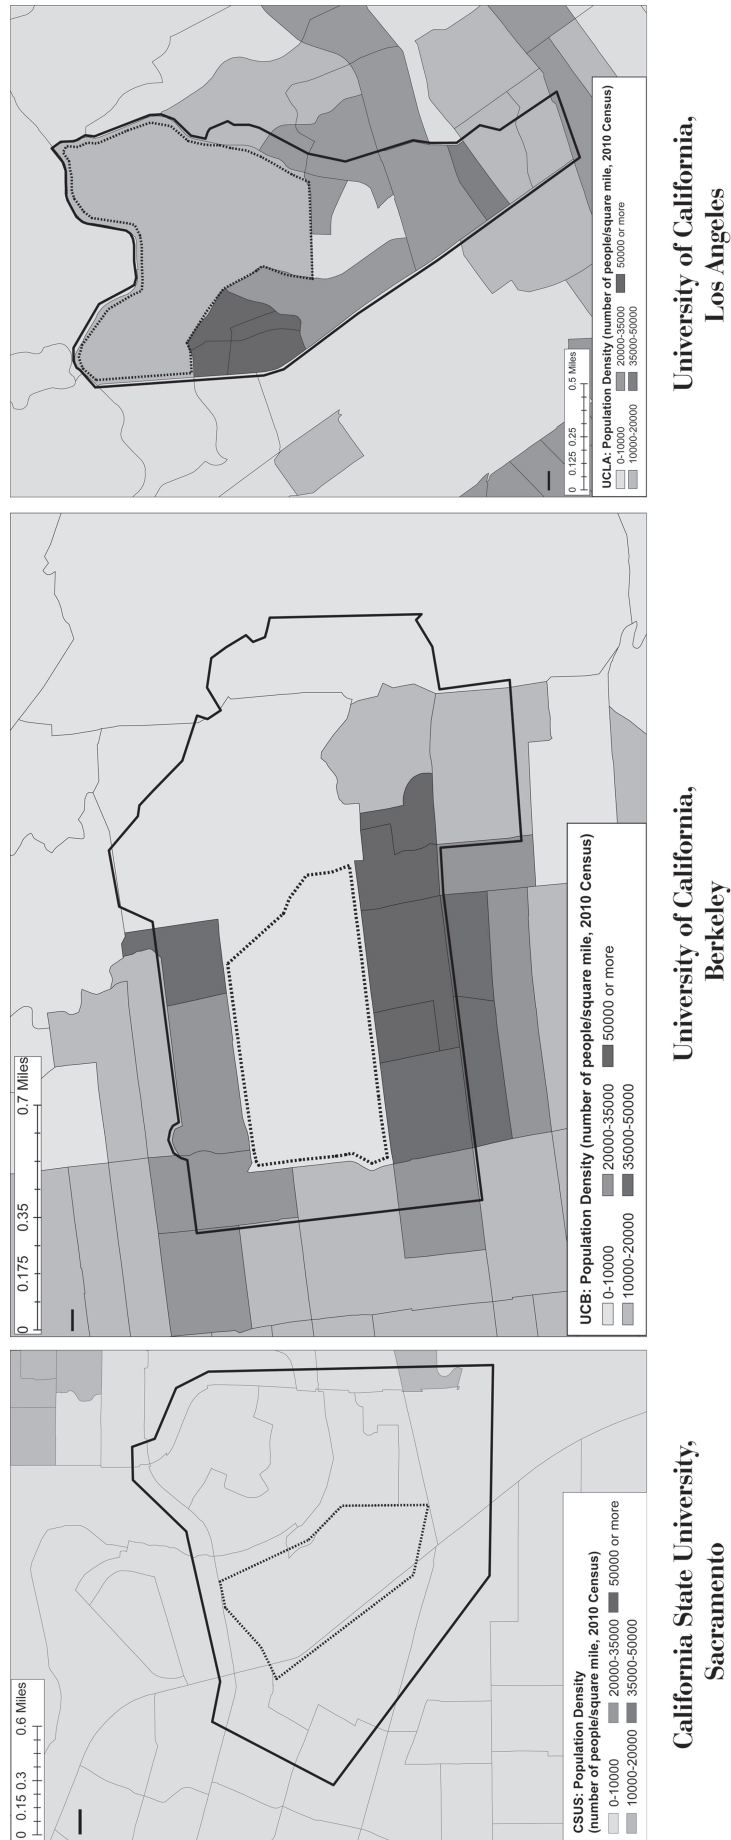 0 0.15 0.3 0.6 Miles
CSUS: Population Density
(number of people/square mile, 2010 Census)
0-10000 20000-35000 50000 or more
10000-20000 35000-50000
California State University,
Sacramento
0 0.175 0.35 0.7 Miles
UCB: Population Density (number of people/square mile, 2010 Census)
0-10000 20000-35000 50000 or more
10000-20000 35000-50000
University of California,
Berkeley
0 0.125 0.25 0.5 Miles
UCLA: Population Density (number of people/square mile, 2010 Census)
0-10000 20000-35000 50000 or more
10000-20000 35000-50000
University of California,
Los Angeles